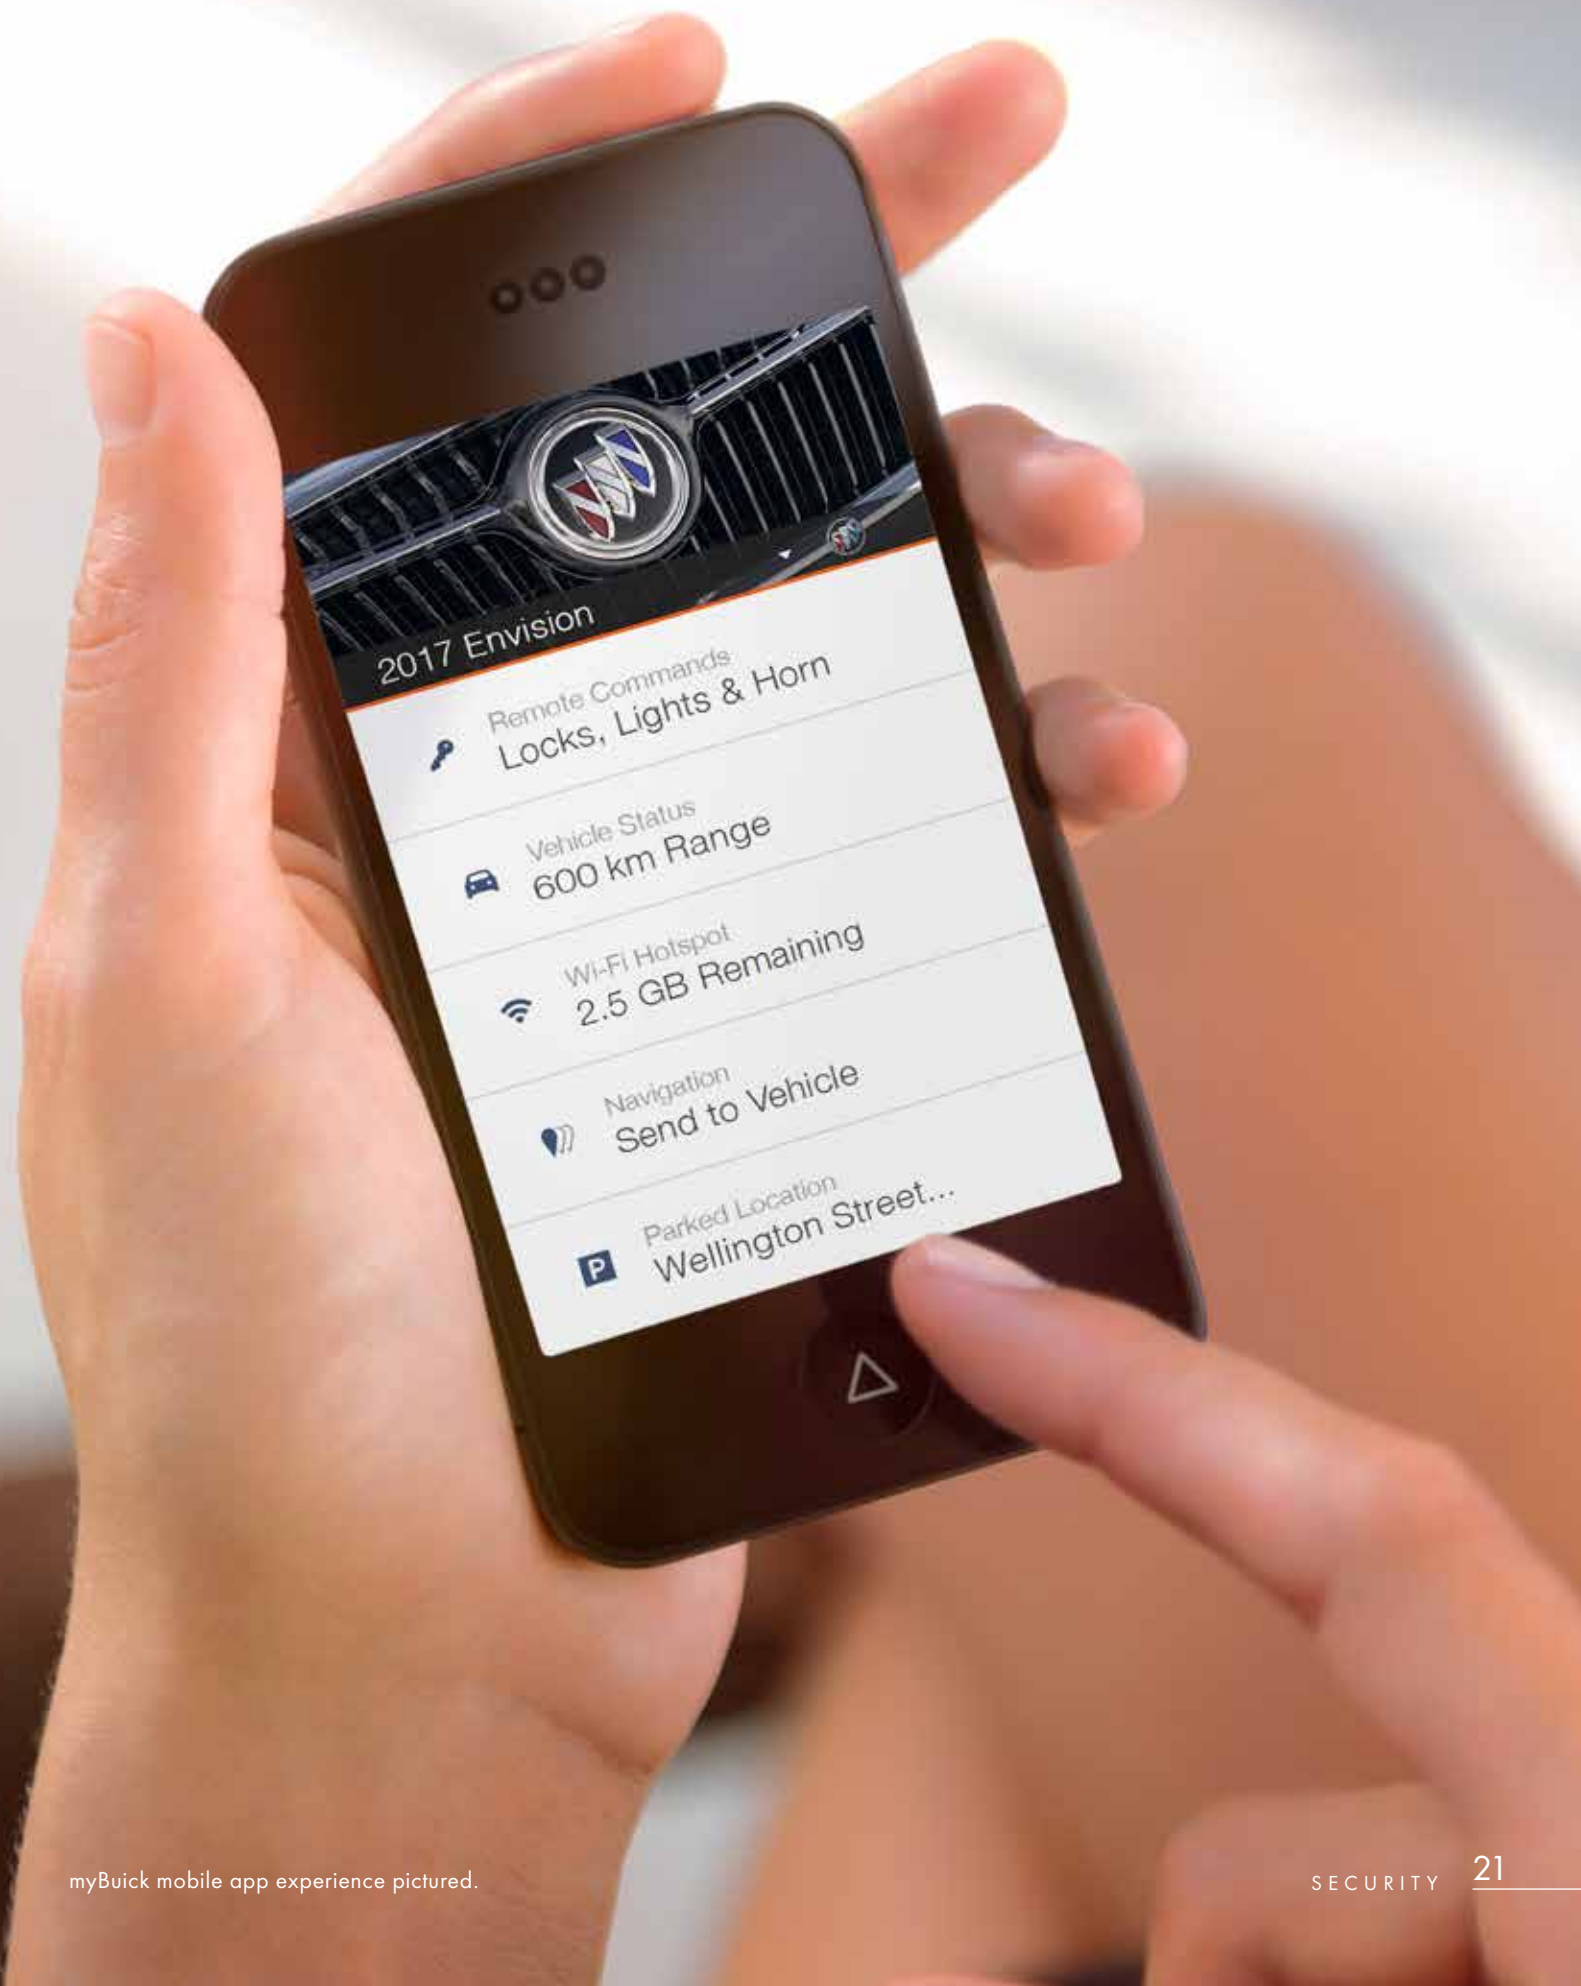 2017 Envision
Remote Commands
Locks, Lights & Horn
Vehicle Status
600 km Range
Wi-Fi Hotspot
2.5 GB Remaining
Navigation
Send to Vehicle
Parked Location
Wellington Street...
P
myBuick mobile app experience pictured.
SECURITY 21